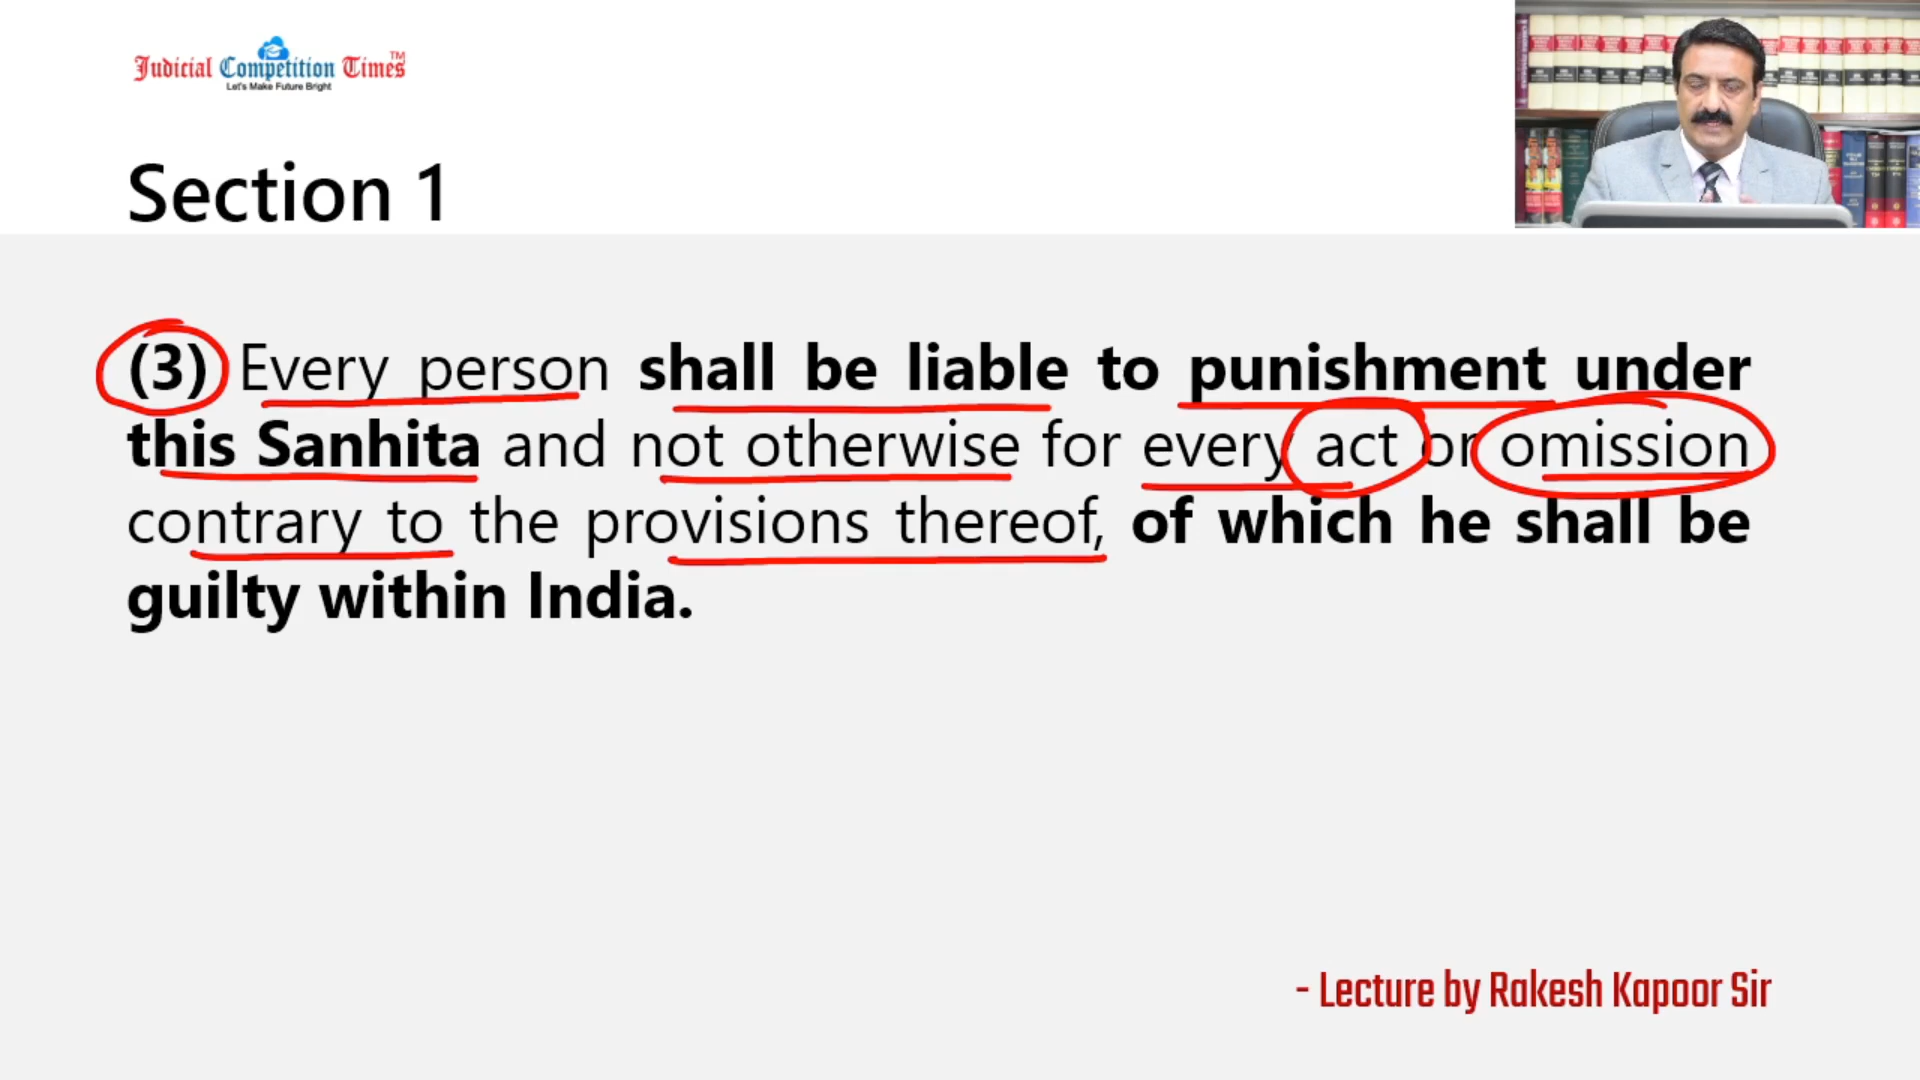 Judicial Competition Times™
Let's Make Future Bright
Section 1
(3) Every person shall be liable to punishment under
this Sanhita and not otherwise for every act or omission
contrary to the provisions thereof, of which he shall be
guilty within India.
- Lecture by Rakesh Kapoor Sir